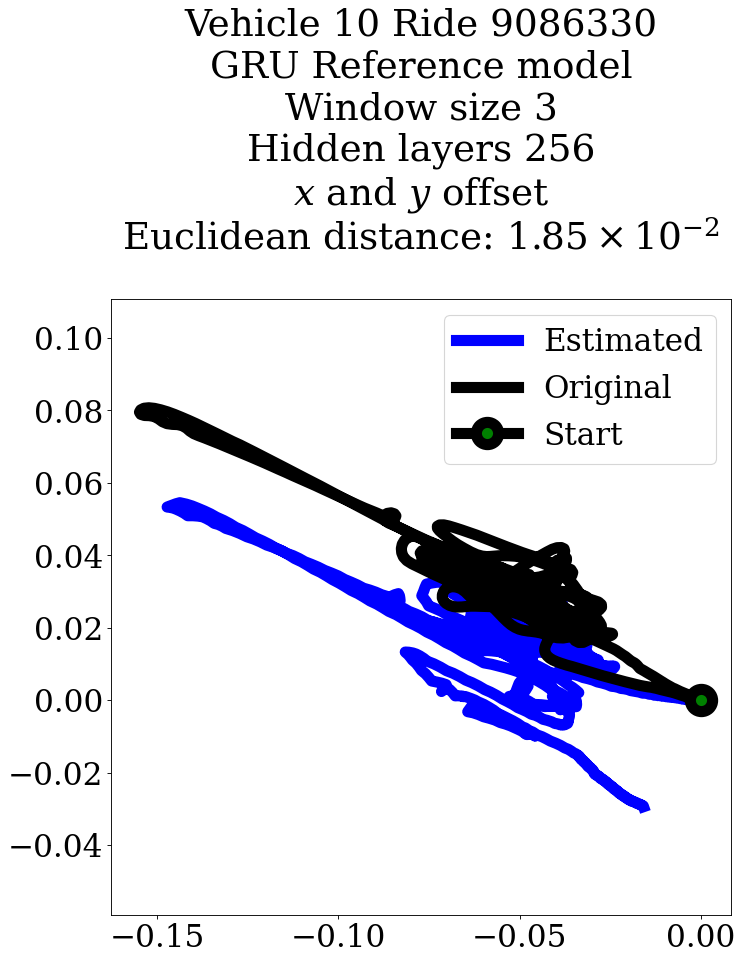 Vehicle 10 Ride 9086330
GRU Reference model
Window size 3
Hidden layers 256
x and y offset
Euclidean distance: 1.85 × 10⁻²
Estimated
Original
Start
0.10
0.08
0.06
0.04
0.02
0.00
−0.02
−0.04
−0.15 −0.10 −0.05 0.00